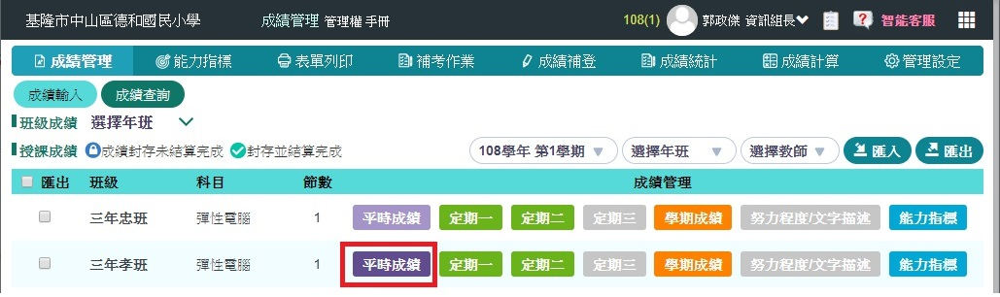 基隆市中山區德和國民小學 成績管理 管理權 手冊 108(1) 郭政傑 資訊組長 智能客服
成績管理 能力指標 表單列印 補考作業 成績補登 成績統計 成績計算 管理設定
成績輸入 成績查詢
班級成績 選擇年班
授課成績 成績封存未結算完成 封存並結算完成 108學年 第1學期 選擇年班 選擇教師 匯入 匯出
匯出 班級 科目 節數 成績管理
三年忠班 彈性電腦 1 平時成績 定期一 定期二 定期三 學期成績 努力程度/文字描述 能力指標
三年孝班 彈性電腦 1 平時成績 定期一 定期二 定期三 學期成績 努力程度/文字描述 能力指標